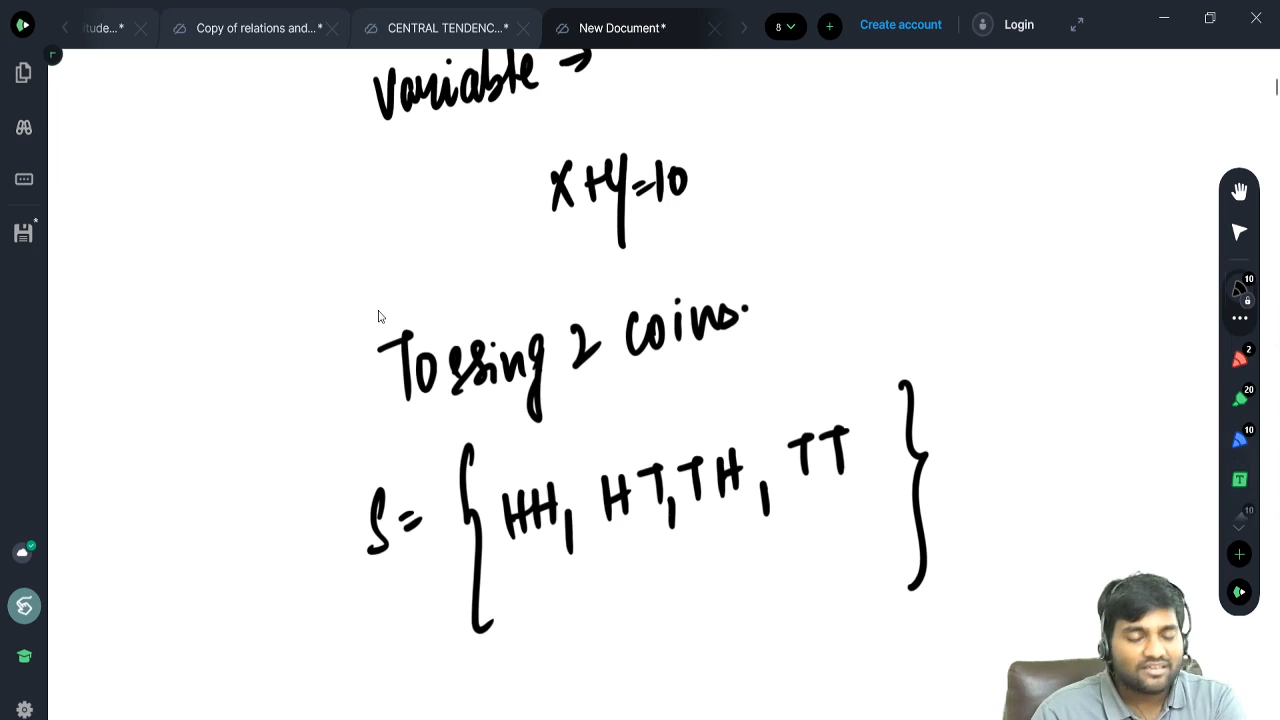 itude...* Copy of relations and...* CENTRAL TENDENC...* New Document* 8 Create account Login
variable →
x+y=10
Tossing 2 coins.
S = { HH, HT, TH, TT }
10
2
20
10
T
10